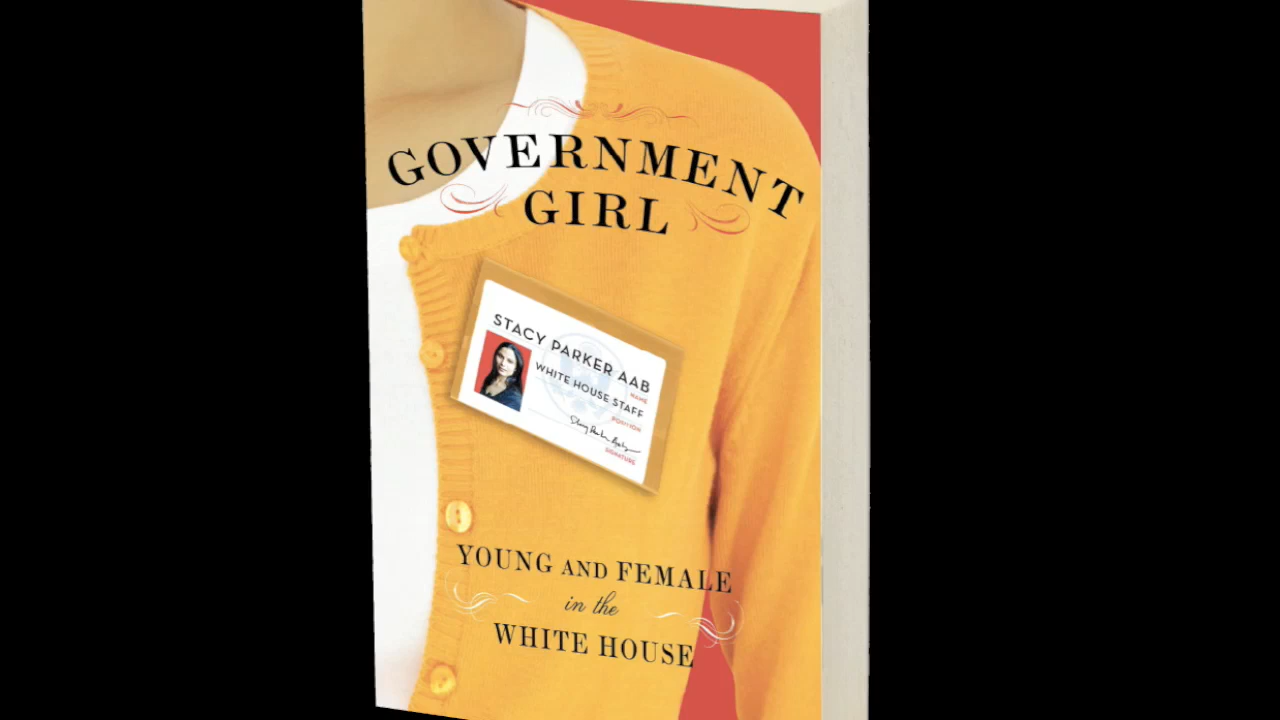 GOVERNMENT
GIRL
STACY PARKER AAB
NAME
WHITE HOUSE STAFF
POSITION
SIGNATURE
YOUNG AND FEMALE
in the
WHITE HOUSE